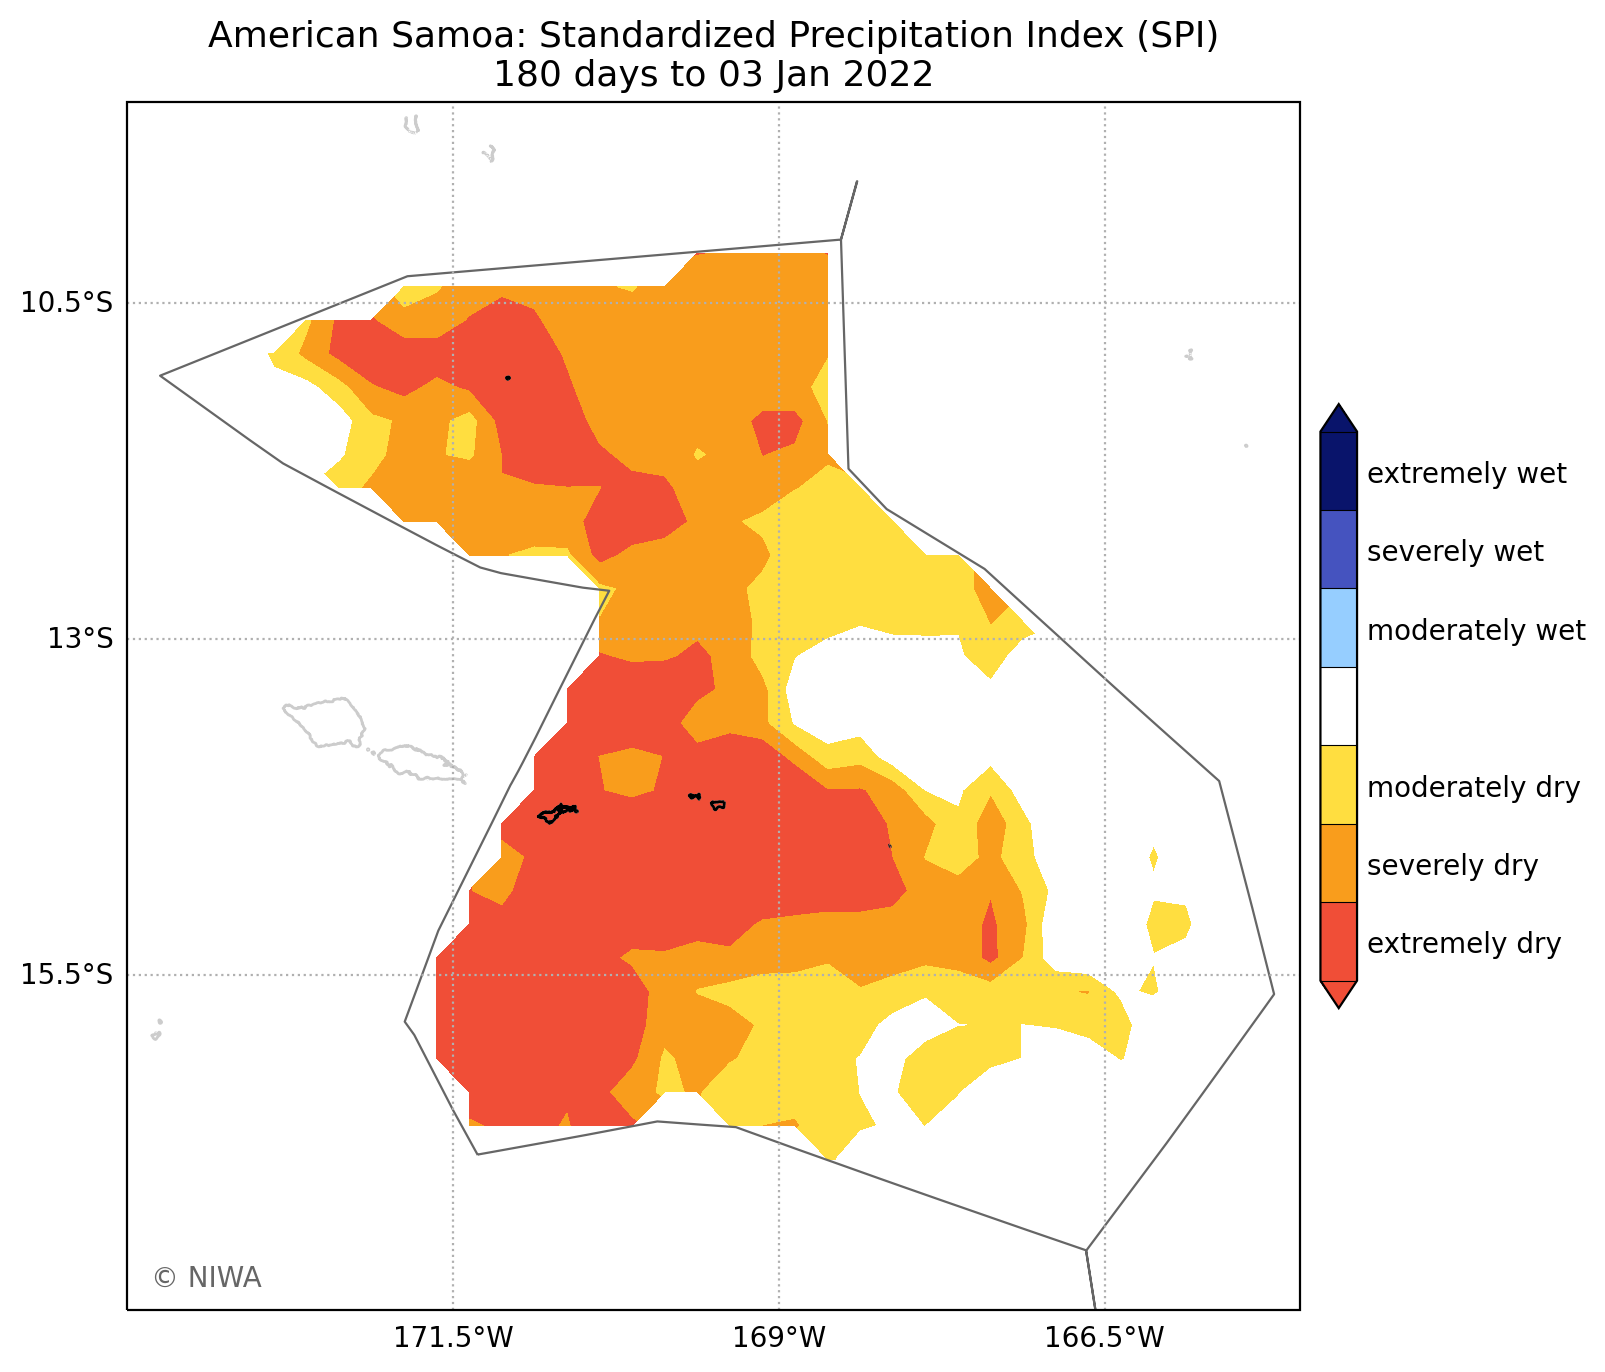 American Samoa: Standardized Precipitation Index (SPI)
180 days to 03 Jan 2022
10.5°S
13°S
15.5°S
171.5°W
169°W
166.5°W
extremely wet
severely wet
moderately wet
moderately dry
severely dry
extremely dry
© NIWA